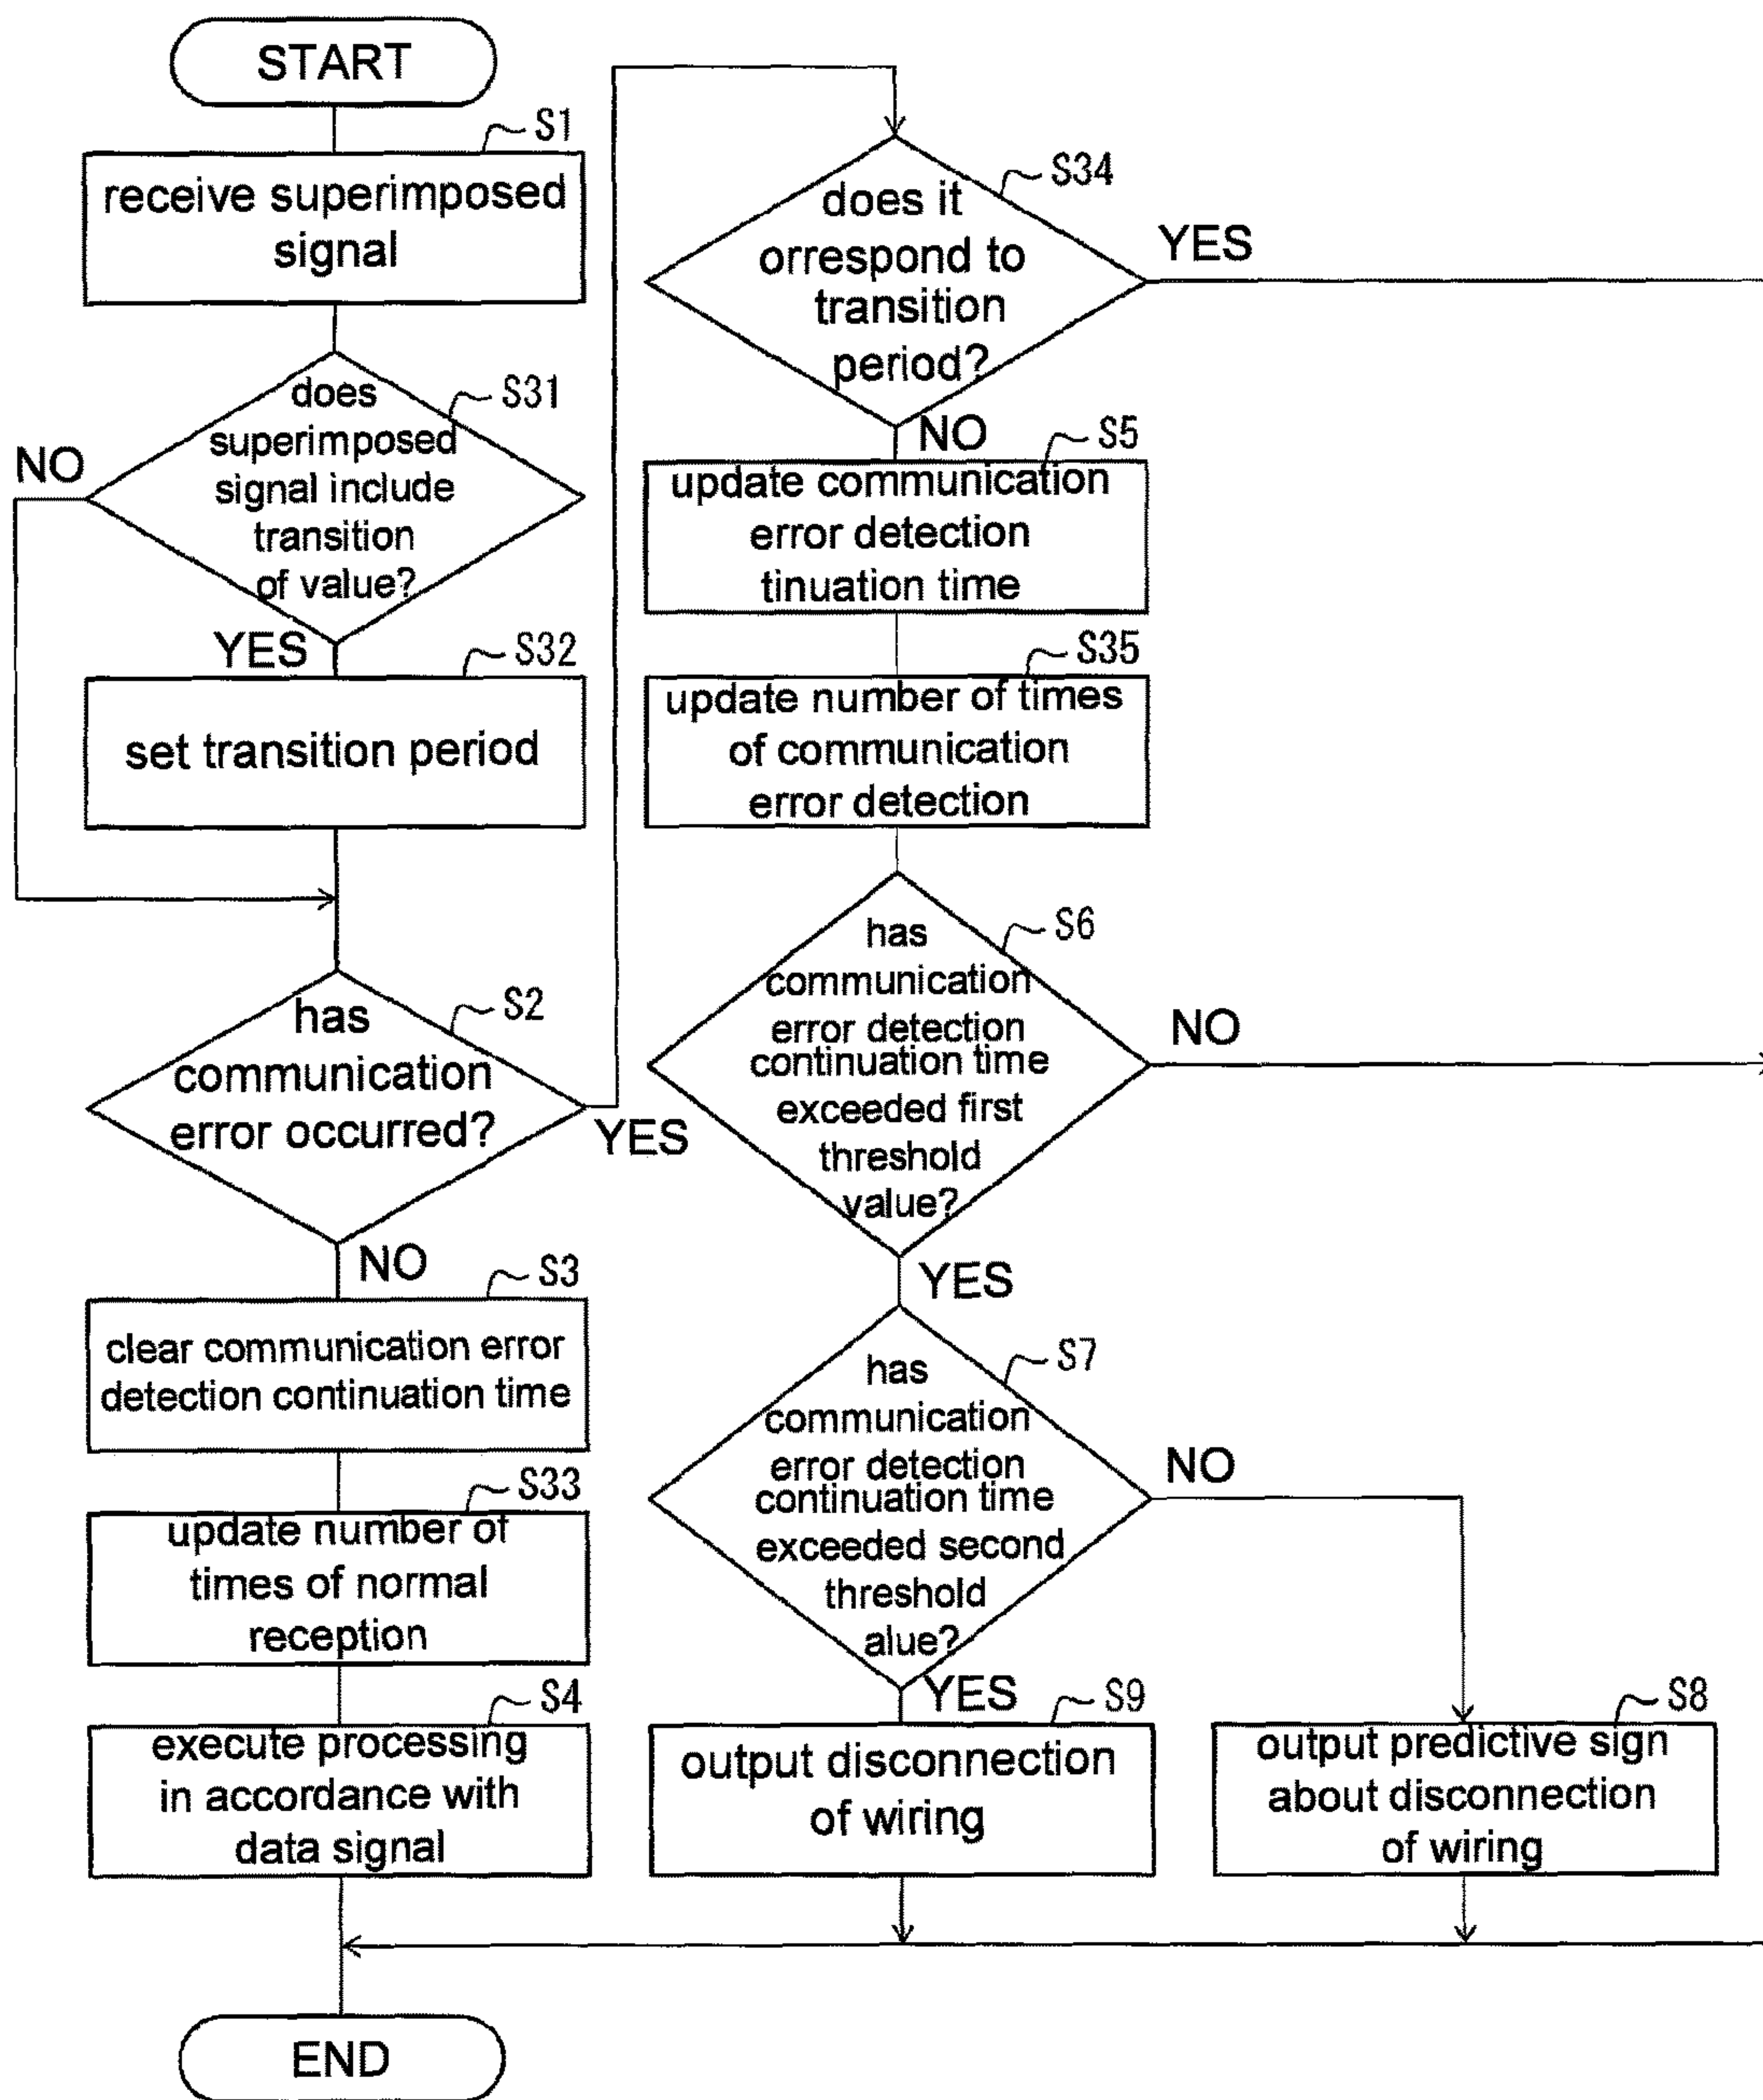 START
S1
receive superimposed
signal
S31
does
superimposed
signal include
transition
of value?
NO
YES
S32
set transition period
S2
has
communication
error occurred?
YES
NO
S3
clear communication error
detection continuation time
S33
update number of
times of normal
reception
S4
execute processing
in accordance with
data signal
END
S34
does it
orrespond to
transition
period?
YES
NO
S5
update communication
error detection
tinuation time
S35
update number of times
of communication
error detection
S6
has
communication
error detection
continuation time
exceeded first
threshold
value?
NO
YES
S7
has
communication
error detection
continuation time
exceeded second
threshold
alue?
NO
YES
S9
output disconnection
of wiring
S8
output predictive sign
about disconnection
of wiring